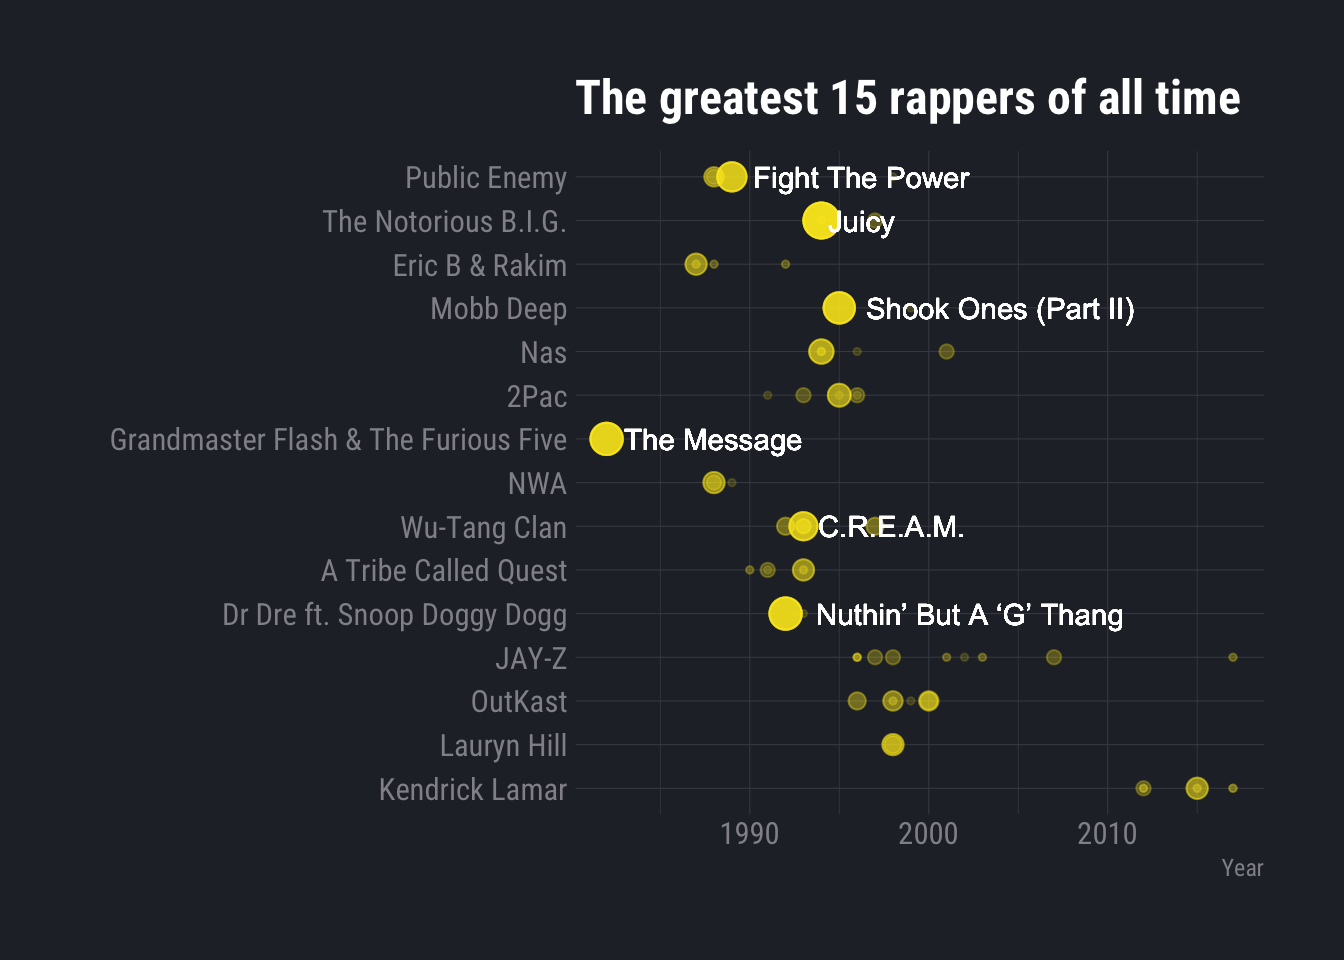 The greatest 15 rappers of all time
Public Enemy
Fight The Power
The Notorious B.I.G.
Juicy
Eric B & Rakim
Mobb Deep
Shook Ones (Part II)
Nas
2Pac
Grandmaster Flash & The Furious Five
The Message
NWA
Wu-Tang Clan
C.R.E.A.M.
A Tribe Called Quest
Dr Dre ft. Snoop Doggy Dogg
Nuthin’ But A ‘G’ Thang
JAY-Z
OutKast
Lauryn Hill
Kendrick Lamar
1990 2000 2010
Year